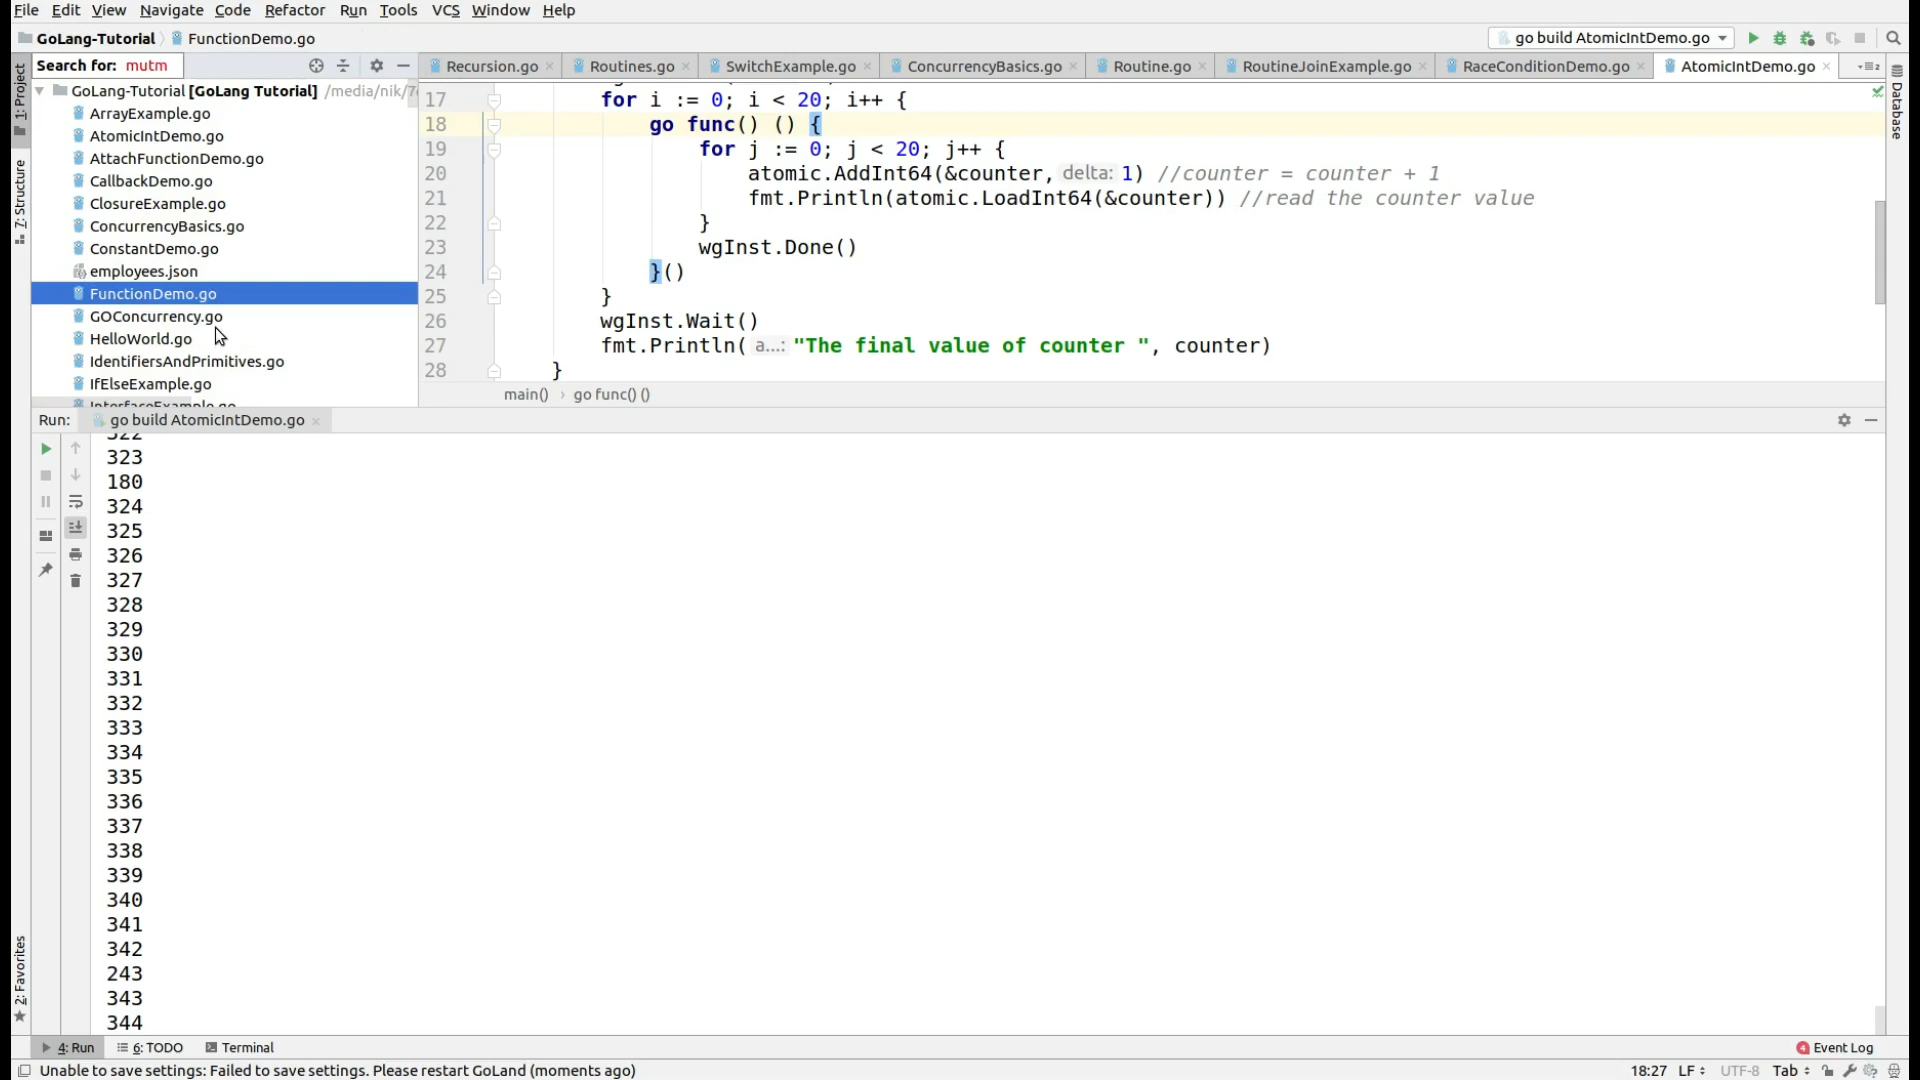 File Edit View Navigate Code Refactor Run Tools VCS Window Help
GoLang-Tutorial FunctionDemo.go go build AtomicIntDemo.go
Search for: mutm
Recursion.go Routines.go SwitchExample.go ConcurrencyBasics.go Routine.go RoutineJoinExample.go RaceConditionDemo.go AtomicIntDemo.go
1: Project
7: Structure
2: Favorites
Database
GoLang-Tutorial [GoLang Tutorial] /media/nik/7
ArrayExample.go
AtomicIntDemo.go
AttachFunctionDemo.go
CallbackDemo.go
ClosureExample.go
ConcurrencyBasics.go
ConstantDemo.go
employees.json
FunctionDemo.go
GOConcurrency.go
HelloWorld.go
IdentifiersAndPrimitives.go
IfElseExample.go
InterfaceExample.go
17 for i := 0; i < 20; i++ {
18 go func() () {
19 for j := 0; j < 20; j++ {
20 atomic.AddInt64(&counter, delta: 1) //counter = counter + 1
21 fmt.Println(atomic.LoadInt64(&counter)) //read the counter value
22 }
23 wgInst.Done()
24 }()
25 }
26 wgInst.Wait()
27 fmt.Println( a...: "The final value of counter ", counter)
28 }
main() › go func() ()
Run: go build AtomicIntDemo.go
322
323
180
324
325
326
327
328
329
330
331
332
333
334
335
336
337
338
339
340
341
342
243
343
344
4: Run 6: TODO Terminal 4 Event Log
Unable to save settings: Failed to save settings. Please restart GoLand (moments ago) 18:27 LF UTF-8 Tab